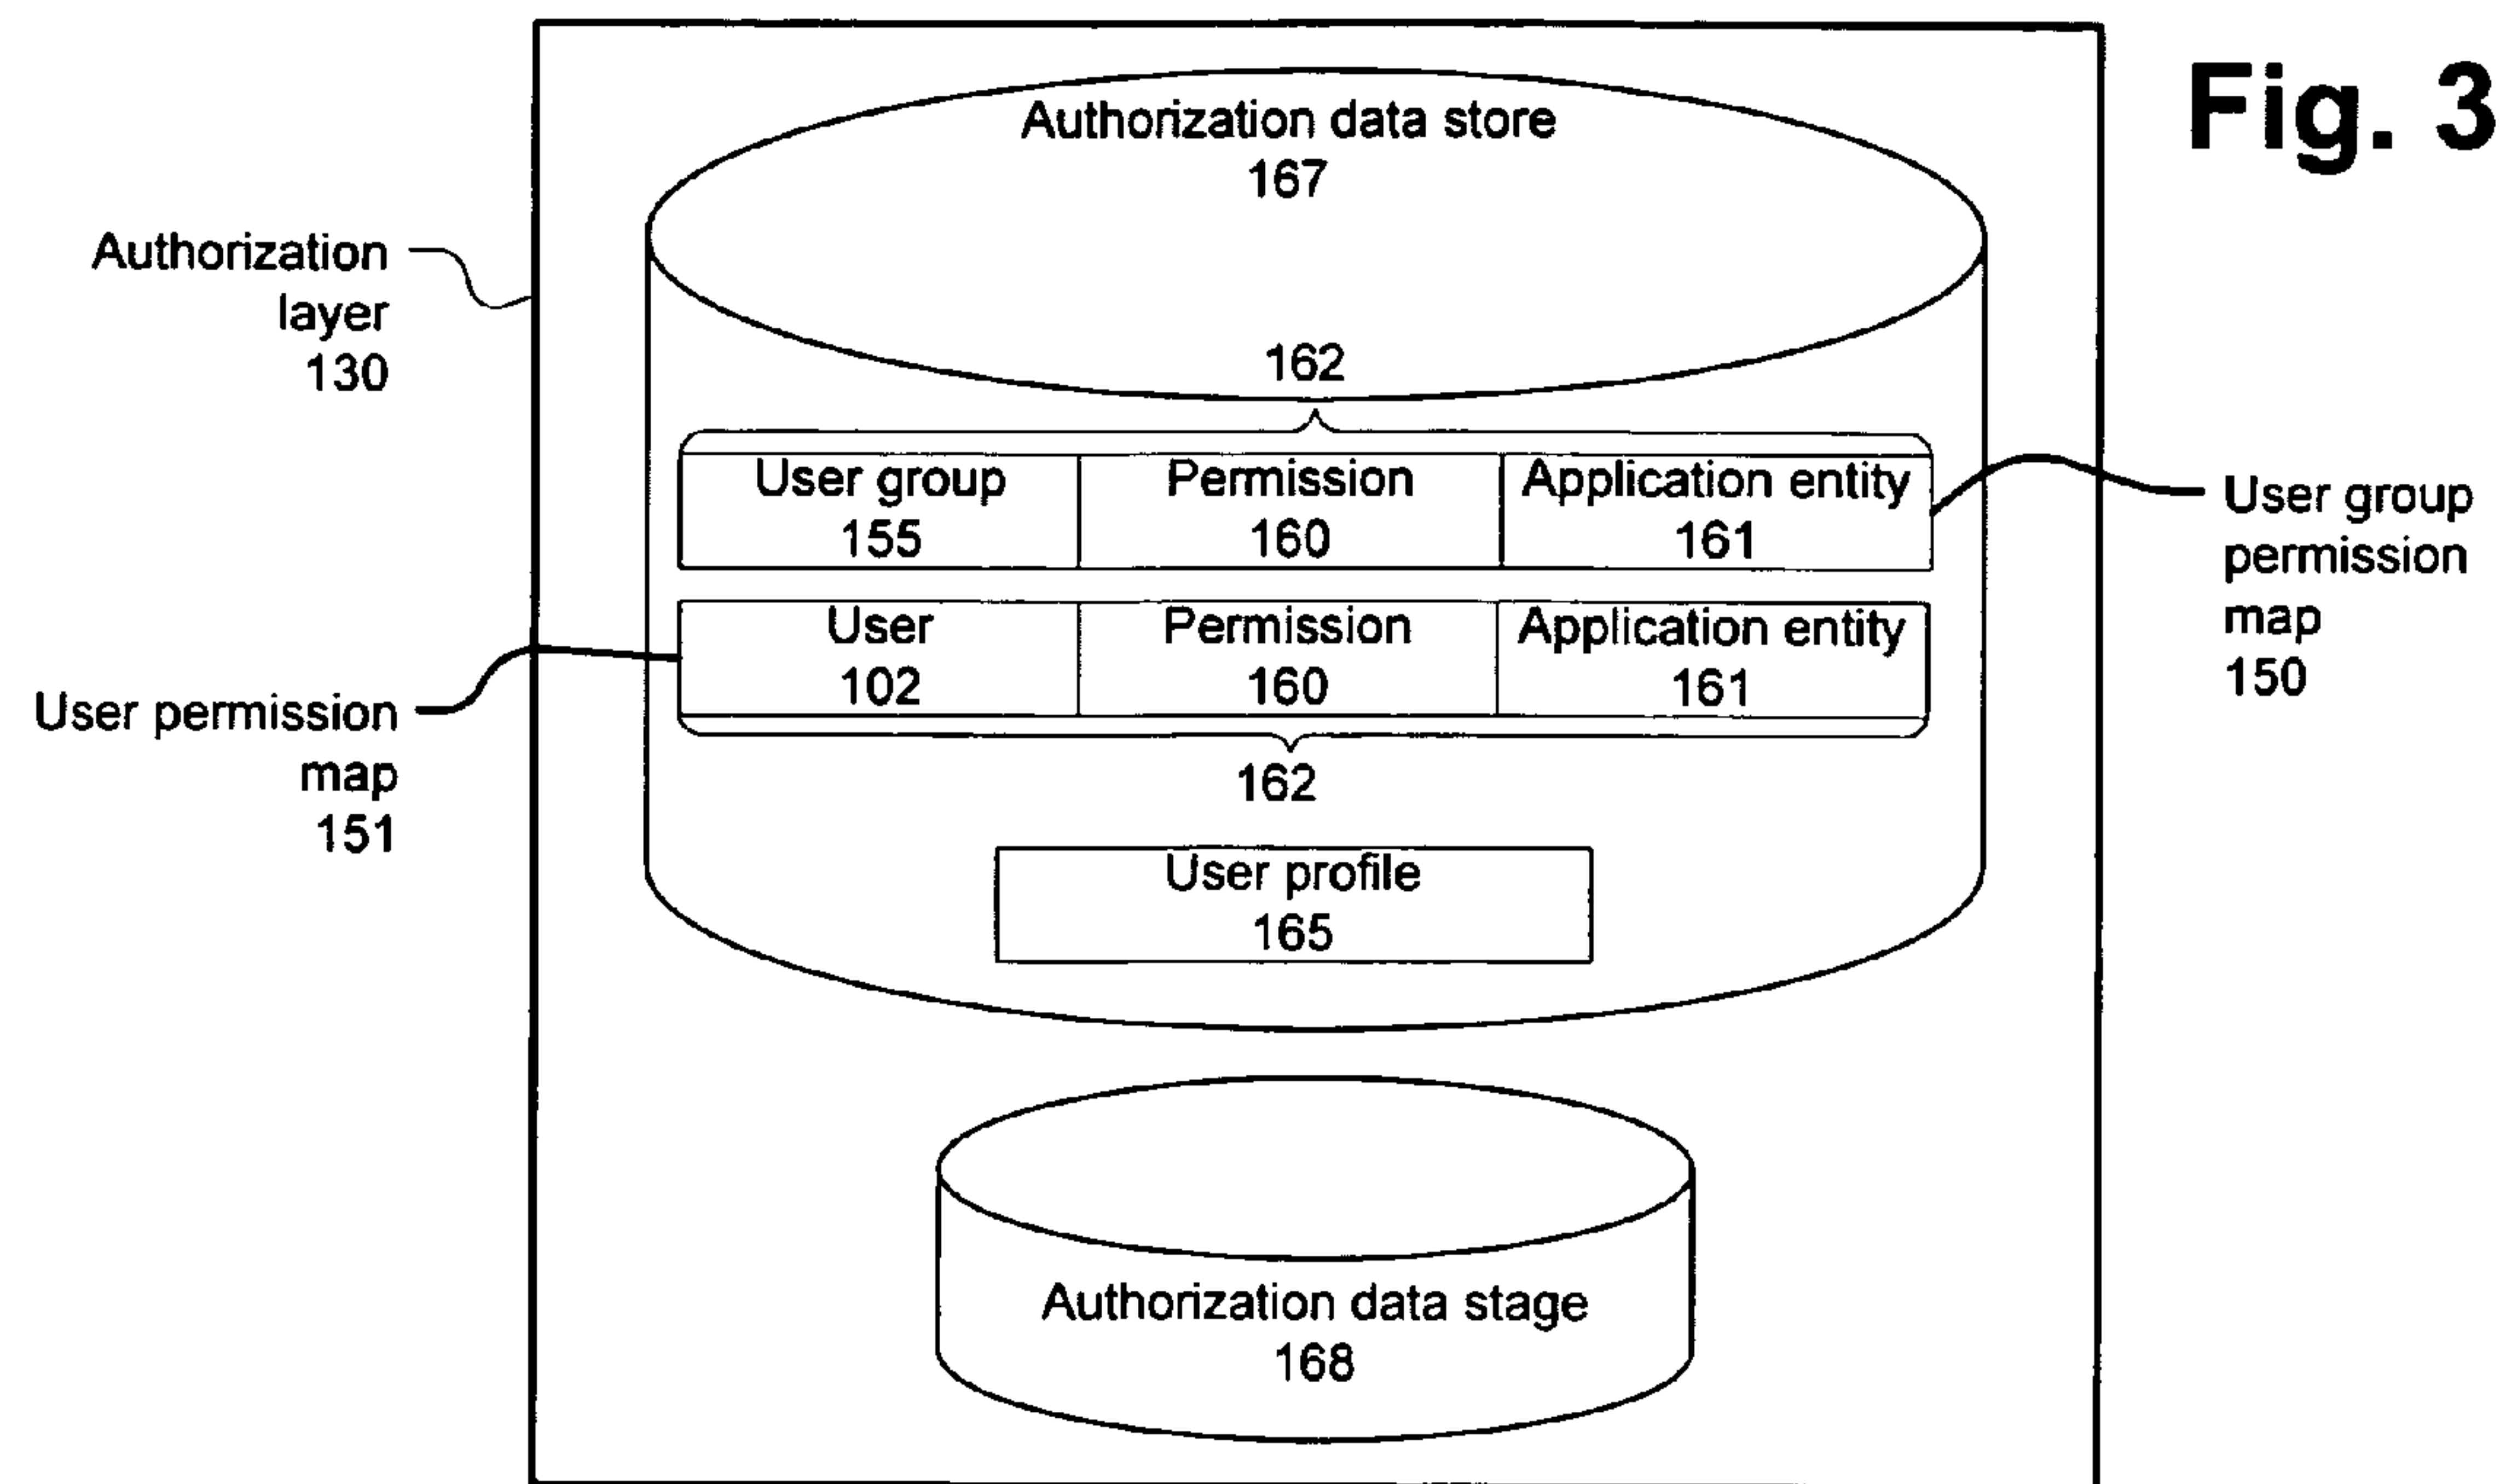 Fig. 3
Authorization data store
167
Authorization
layer
130
162
User group
155
Permission
160
Application entity
161
User group
permission
map
150
User
102
Permission
160
Application entity
161
User permission
map
151
162
User profile
165
Authorization data stage
168